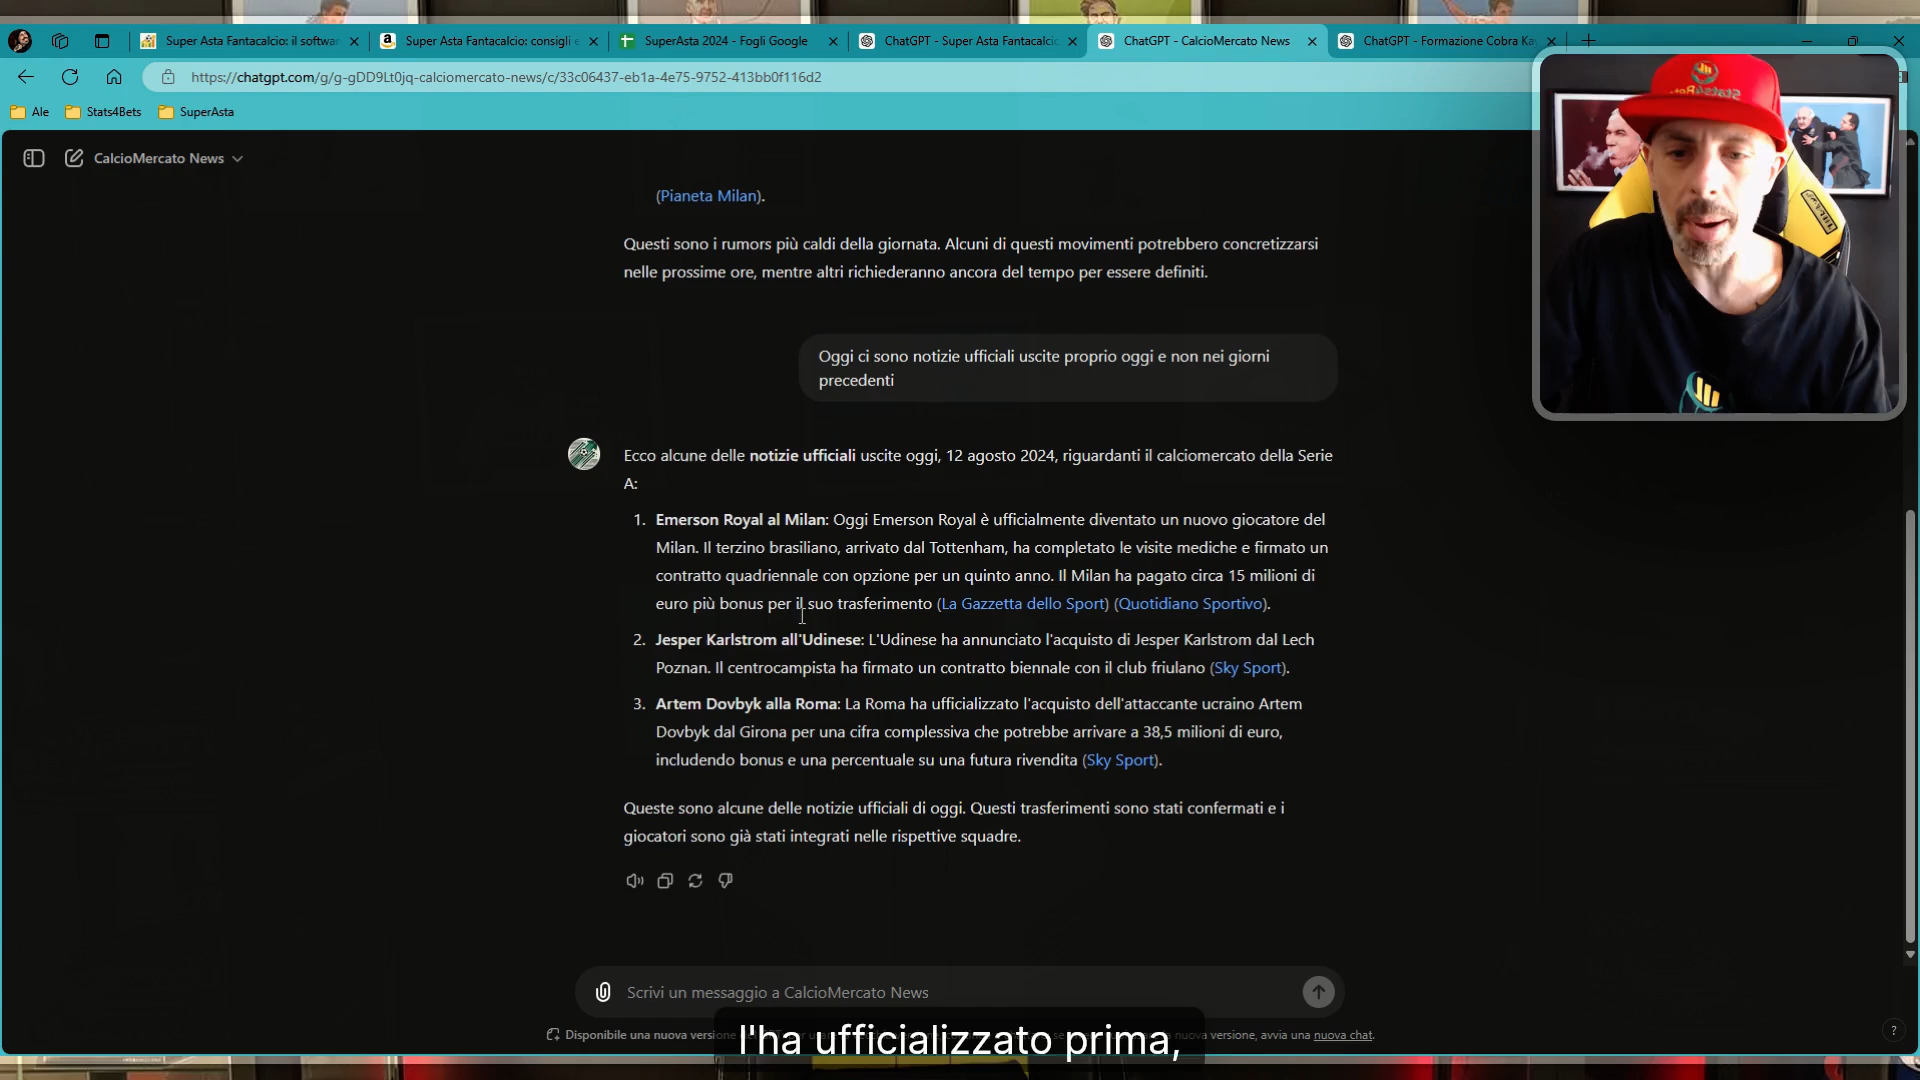 Super Asta Fantacalcio: il softwar
Super Asta Fantacalcio: consigli e
SuperAsta 2024 - Fogli Google
ChatGPT - Super Asta Fantacalcio
ChatGPT - CalcioMercato News
ChatGPT - Formazione Cobra Kay
https://chatgpt.com/g/g-gDD9Lt0jq-calciomercato-news/c/33c06437-eb1a-4e75-9752-413bb0f116d2
Ale
Stats4Bets
SuperAsta
CalcioMercato News
(Pianeta Milan).
Questi sono i rumors più caldi della giornata. Alcuni di questi movimenti potrebbero concretizzarsi
nelle prossime ore, mentre altri richiederanno ancora del tempo per essere definiti.
Oggi ci sono notizie ufficiali uscite proprio oggi e non nei giorni
precedenti
Ecco alcune delle notizie ufficiali uscite oggi, 12 agosto 2024, riguardanti il calciomercato della Serie
A:
1. Emerson Royal al Milan: Oggi Emerson Royal è ufficialmente diventato un nuovo giocatore del
Milan. Il terzino brasiliano, arrivato dal Tottenham, ha completato le visite mediche e firmato un
contratto quadriennale con opzione per un quinto anno. Il Milan ha pagato circa 15 milioni di
euro più bonus per il suo trasferimento (La Gazzetta dello Sport) (Quotidiano Sportivo).
2. Jesper Karlstrom all'Udinese: L'Udinese ha annunciato l'acquisto di Jesper Karlstrom dal Lech
Poznan. Il centrocampista ha firmato un contratto biennale con il club friulano (Sky Sport).
3. Artem Dovbyk alla Roma: La Roma ha ufficializzato l'acquisto dell'attaccante ucraino Artem
Dovbyk dal Girona per una cifra complessiva che potrebbe arrivare a 38,5 milioni di euro,
includendo bonus e una percentuale su una futura rivendita (Sky Sport).
Queste sono alcune delle notizie ufficiali di oggi. Questi trasferimenti sono stati confermati e i
giocatori sono già stati integrati nelle rispettive squadre.
Scrivi un messaggio a CalcioMercato News
Disponibile una nuova versione nuova versione, avvia una nuova chat.
?
l'ha ufficializzato prima,